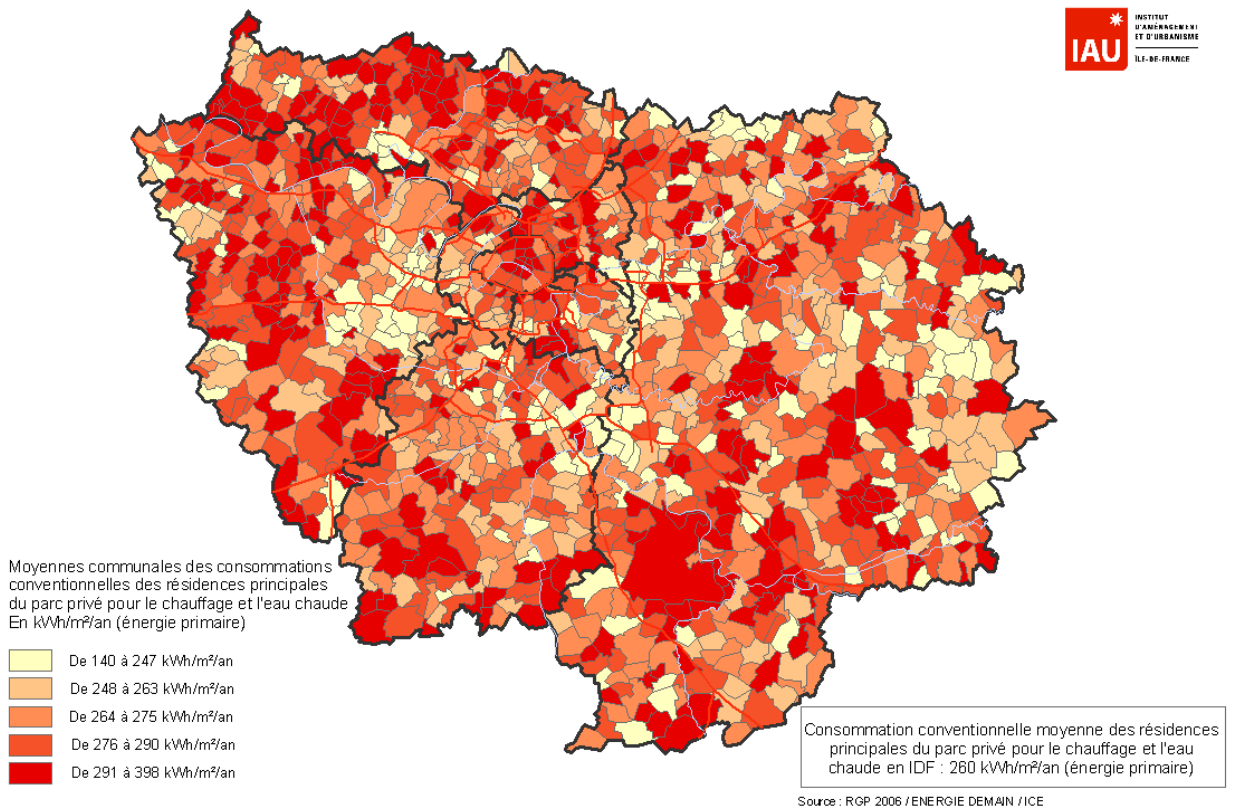 IAU
INSTITUT
D'AMÉNAGEMENT
ET D'URBANISME
ÎLE-DE-FRANCE
Moyennes communales des consommations
conventionnelles des résidences principales
du parc privé pour le chauffage et l'eau chaude
En kWh/m²/an (énergie primaire)
De 140 à 247 kWh/m²/an
De 248 à 263 kWh/m²/an
De 264 à 275 kWh/m²/an
De 276 à 290 kWh/m²/an
De 291 à 398 kWh/m²/an
Consommation conventionnelle moyenne des résidences
principales du parc privé pour le chauffage et l'eau
chaude en IDF : 260 kWh/m²/an (énergie primaire)
Source : RGP 2006 / ENERGIE DEMAIN / ICE